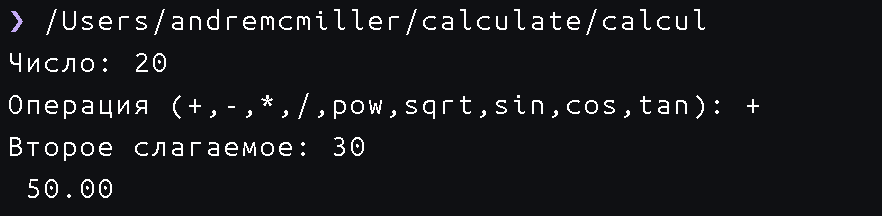 ❯ /Users/andremcmiller/calculate/calcul
Число: 20
Операция (+,-,*,/,pow,sqrt,sin,cos,tan): +
Второе слагаемое: 30
50.00